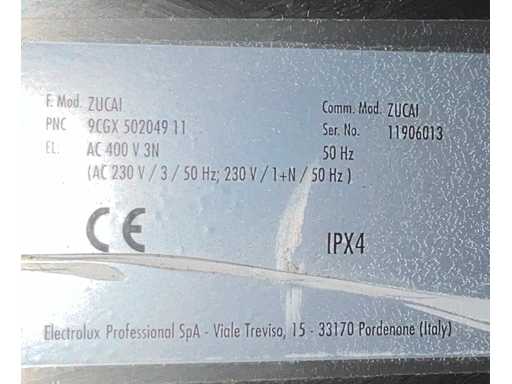 F. Mod. ZUCAI Comm. Mod. ZUCAI
PNC 9CGX 502049 11 Ser. No. 11906013
EL. AC 400 V 3N 50 Hz
(AC 230 V / 3 / 50 Hz; 230 V / 1+N / 50 Hz )
CE IPX4
Electrolux Professional SpA - Viale Treviso, 15 - 33170 Pordenone (Italy)